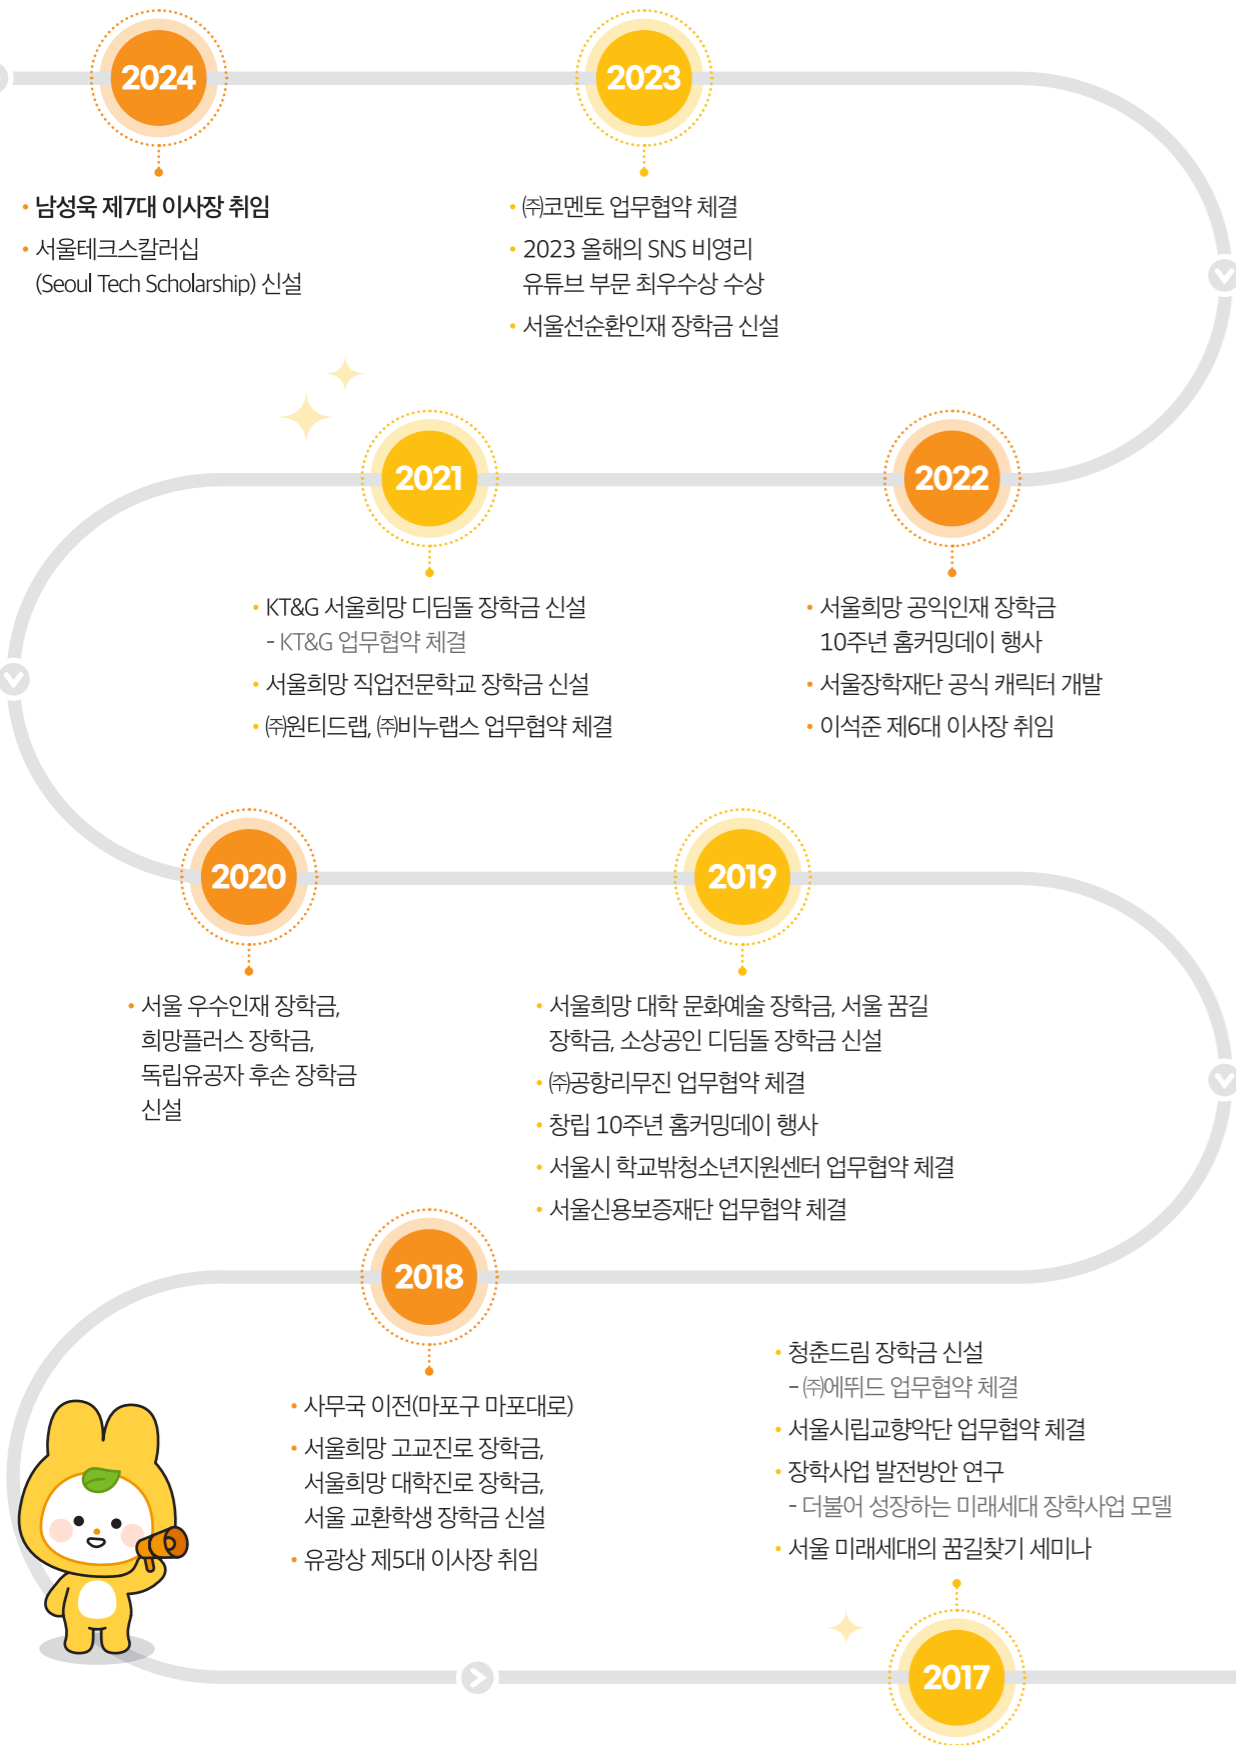 2024
• 남성욱 제7대 이사장 취임
• 서울테크스칼러십
(Seoul Tech Scholarship) 신설
2023
• ㈜코멘토 업무협약 체결
• 2023 올해의 SNS 비영리
유튜브 부문 최우수상 수상
• 서울선순환인재 장학금 신설
2022
• 서울희망 공익인재 장학금
10주년 홈커밍데이 행사
• 서울장학재단 공식 캐릭터 개발
• 이석준 제6대 이사장 취임
2021
• KT&G 서울희망 디딤돌 장학금 신설
- KT&G 업무협약 체결
• 서울희망 직업전문학교 장학금 신설
• ㈜원티드랩, ㈜비누랩스 업무협약 체결
2020
• 서울 우수인재 장학금,
희망플러스 장학금,
독립유공자 후손 장학금
신설
2019
• 서울희망 대학 문화예술 장학금, 서울 꿈길
장학금, 소상공인 디딤돌 장학금 신설
• ㈜공항리무진 업무협약 체결
• 창립 10주년 홈커밍데이 행사
• 서울시 학교밖청소년지원센터 업무협약 체결
• 서울신용보증재단 업무협약 체결
2018
• 사무국 이전(마포구 마포대로)
• 서울희망 고교진로 장학금,
서울희망 대학진로 장학금,
서울 교환학생 장학금 신설
• 유광상 제5대 이사장 취임
• 청춘드림 장학금 신설
- ㈜에뛰드 업무협약 체결
• 서울시립교향악단 업무협약 체결
• 장학사업 발전방안 연구
- 더불어 성장하는 미래세대 장학사업 모델
• 서울 미래세대의 꿈길찾기 세미나
2017